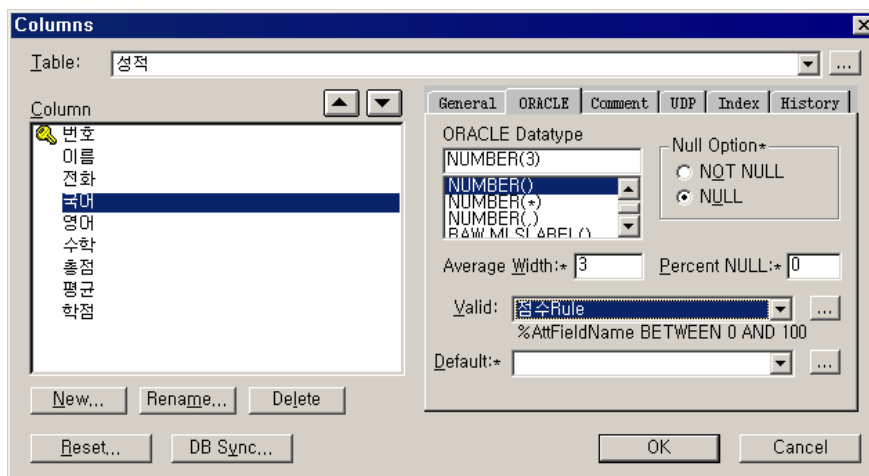 Columns
Table: 성적 ...
Column
번호
이름
전화
국어
영어
수학
총점
평균
학점
New...
Rename...
Delete
Reset...
DB Sync...
General ORACLE Comment UDP Index History
ORACLE Datatype
NUMBER(3)
NUMBER()
NUMBER(*)
NUMBER(,)
RAW MLSLABEL()
Null Option*
NOT NULL
NULL
Average Width:* 3 Percent NULL:* 0
Valid: 점수Rule ...
%AttFieldName BETWEEN 0 AND 100
Default:* ...
OK
Cancel